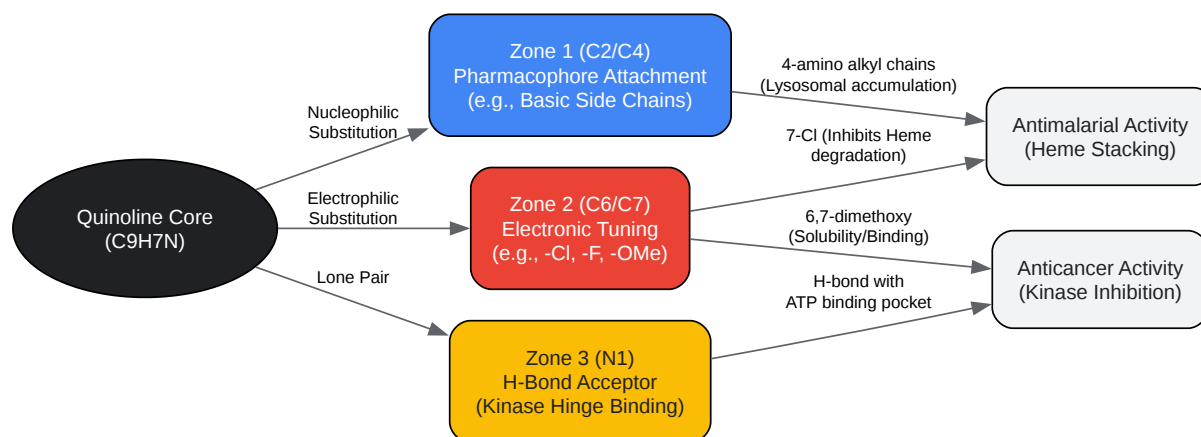 Quinoline Core
(C9H7N)
Nucleophilic
Substitution
Electrophilic
Substitution
Lone Pair
Zone 1 (C2/C4)
Pharmacophore Attachment
(e.g., Basic Side Chains)
Zone 2 (C6/C7)
Electronic Tuning
(e.g., -Cl, -F, -OMe)
Zone 3 (N1)
H-Bond Acceptor
(Kinase Hinge Binding)
4-amino alkyl chains
(Lysosomal accumulation)
7-Cl (Inhibits Heme
degradation)
6,7-dimethoxy
(Solubility/Binding)
H-bond with
ATP binding pocket
Antimalarial Activity
(Heme Stacking)
Anticancer Activity
(Kinase Inhibition)